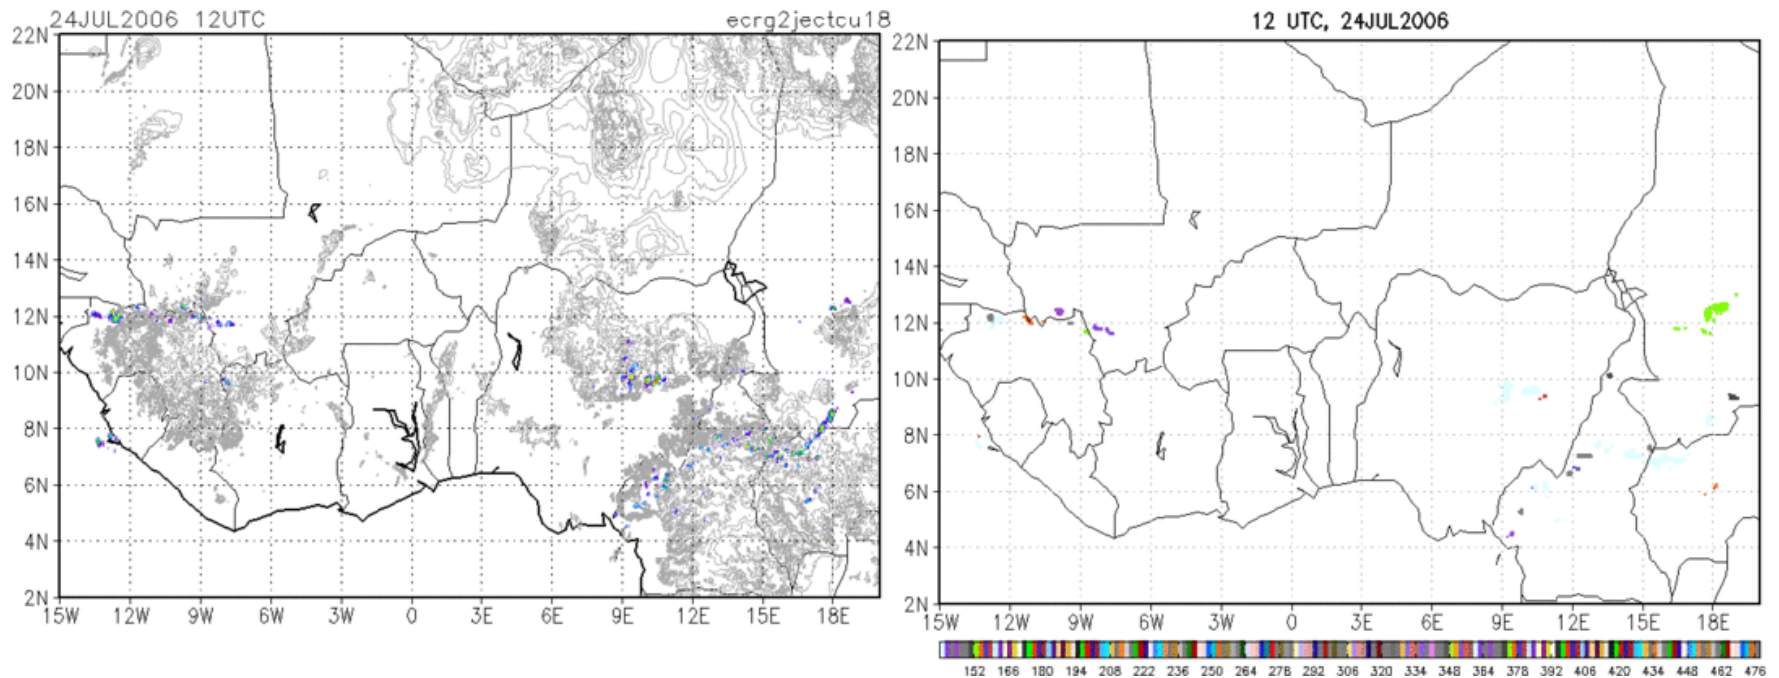 24JUL2006 12UTC ecrg2jectcu18
22N
20N
18N
16N
14N
12N
10N
8N
6N
4N
2N
15W 12W 9W 6W 3W 0 3E 6E 9E 12E 15E 18E
12 UTC, 24JUL2006
22N
20N
18N
16N
14N
12N
10N
8N
6N
4N
2N
15W 12W 9W 6W 3W 0 3E 6E 9E 12E 15E 18E
152 166 180 194 208 222 236 250 264 278 292 306 320 334 348 364 378 392 406 420 434 448 462 476